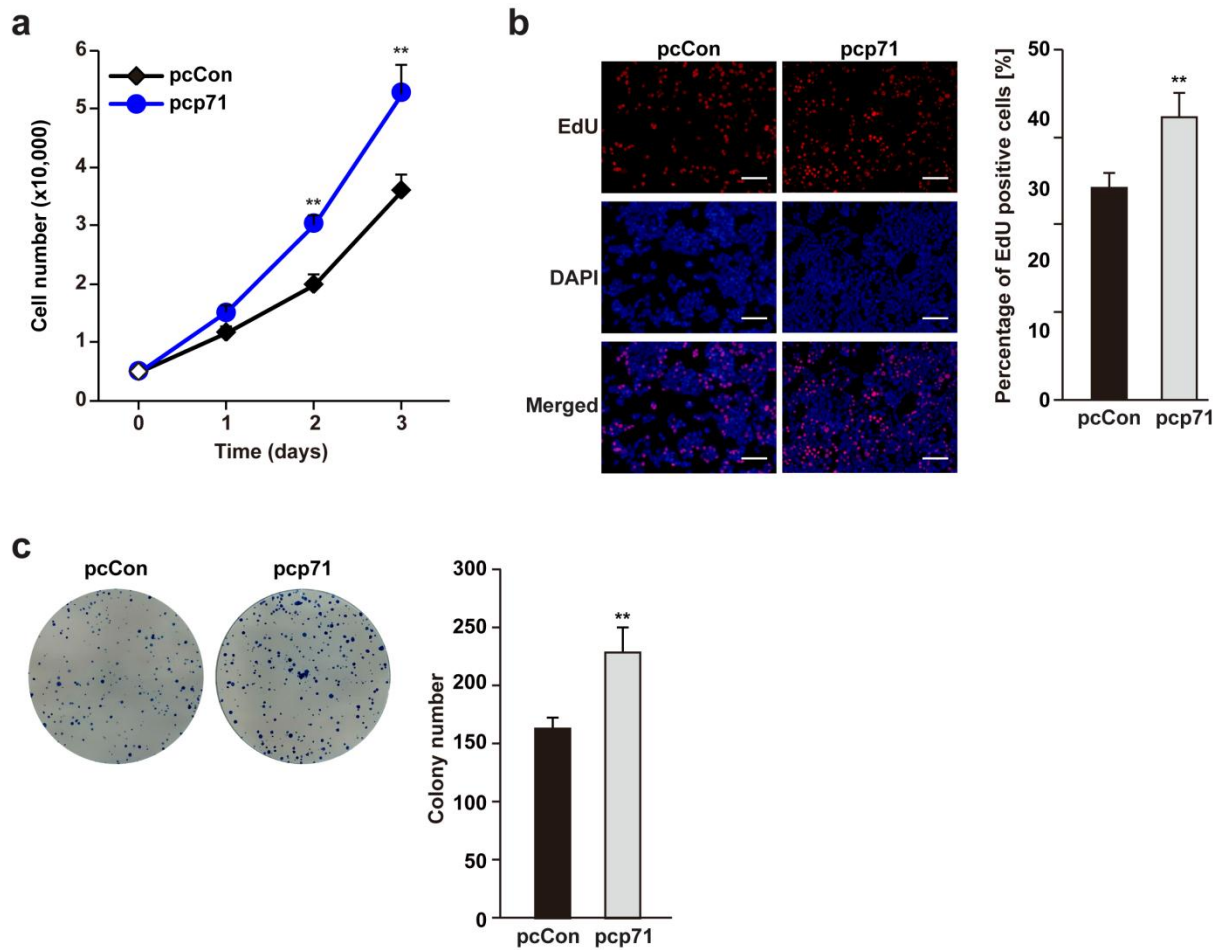 a
6
5
4
3
2
1
0
Cell number (x10,000)
pcCon
pcp71
**
**
0 1 2 3
Time (days)
b
pcCon pcp71
EdU
DAPI
Merged
Percentage of EdU positive cells [%]
50
40
30
20
10
0
**
pcCon pcp71
c
pcCon pcp71
Colony number
300
250
200
150
100
50
0
**
pcCon pcp71